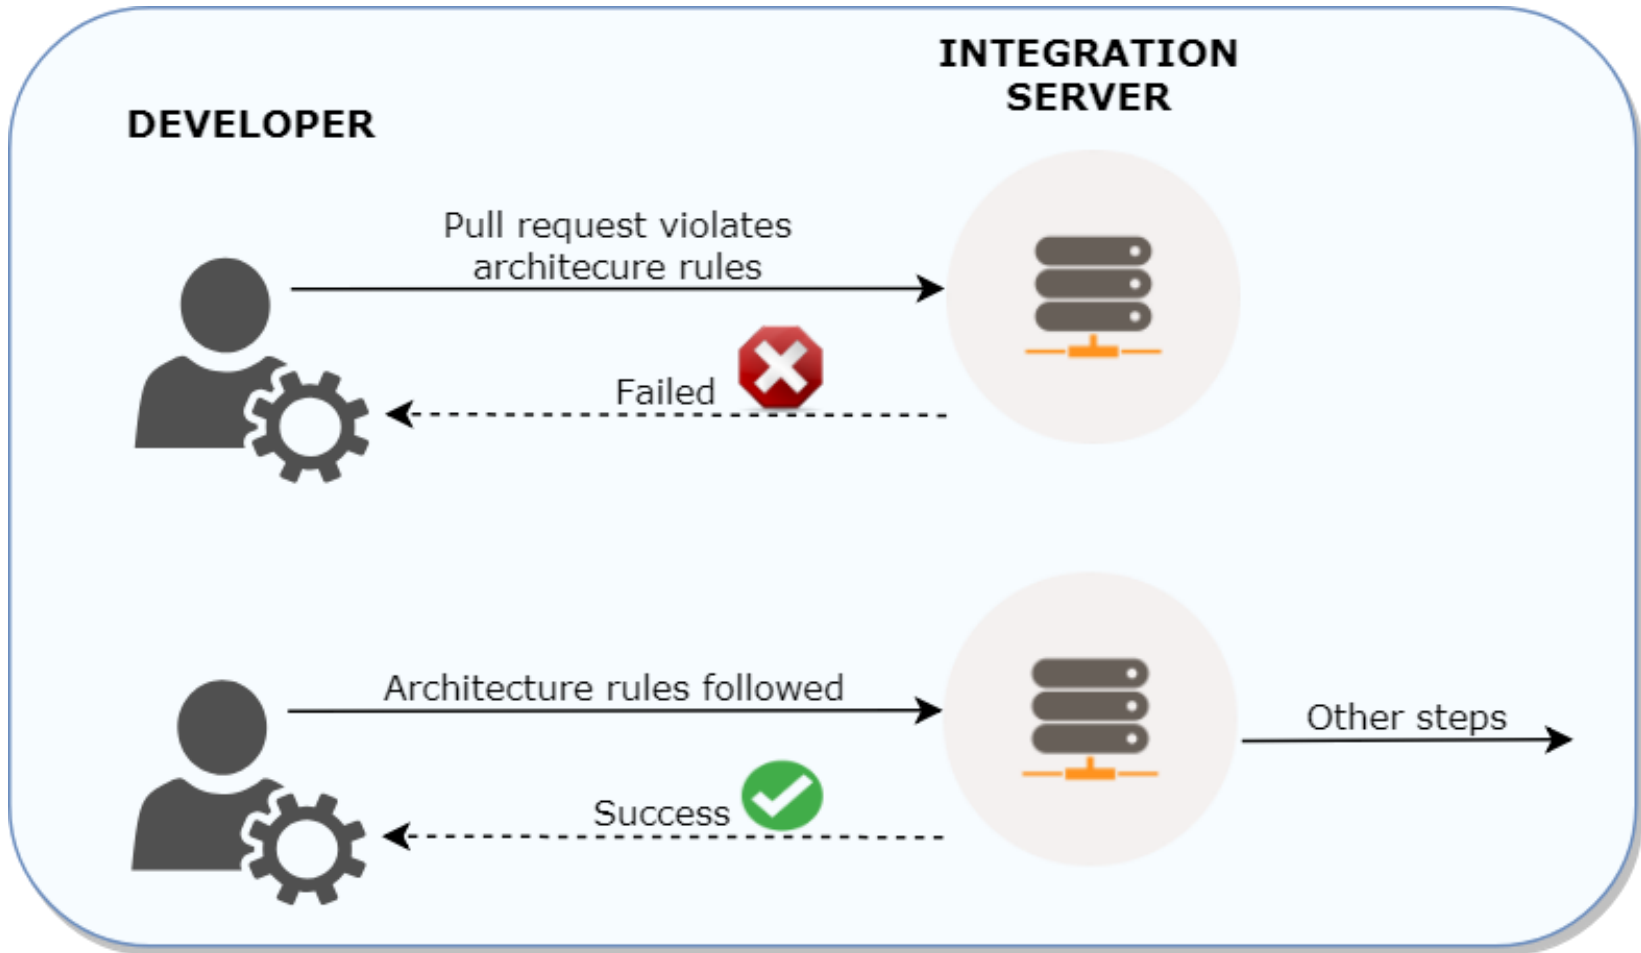 DEVELOPER
INTEGRATION
SERVER
Pull request violates
architecure rules
Failed
Architecture rules followed
Other steps
Success